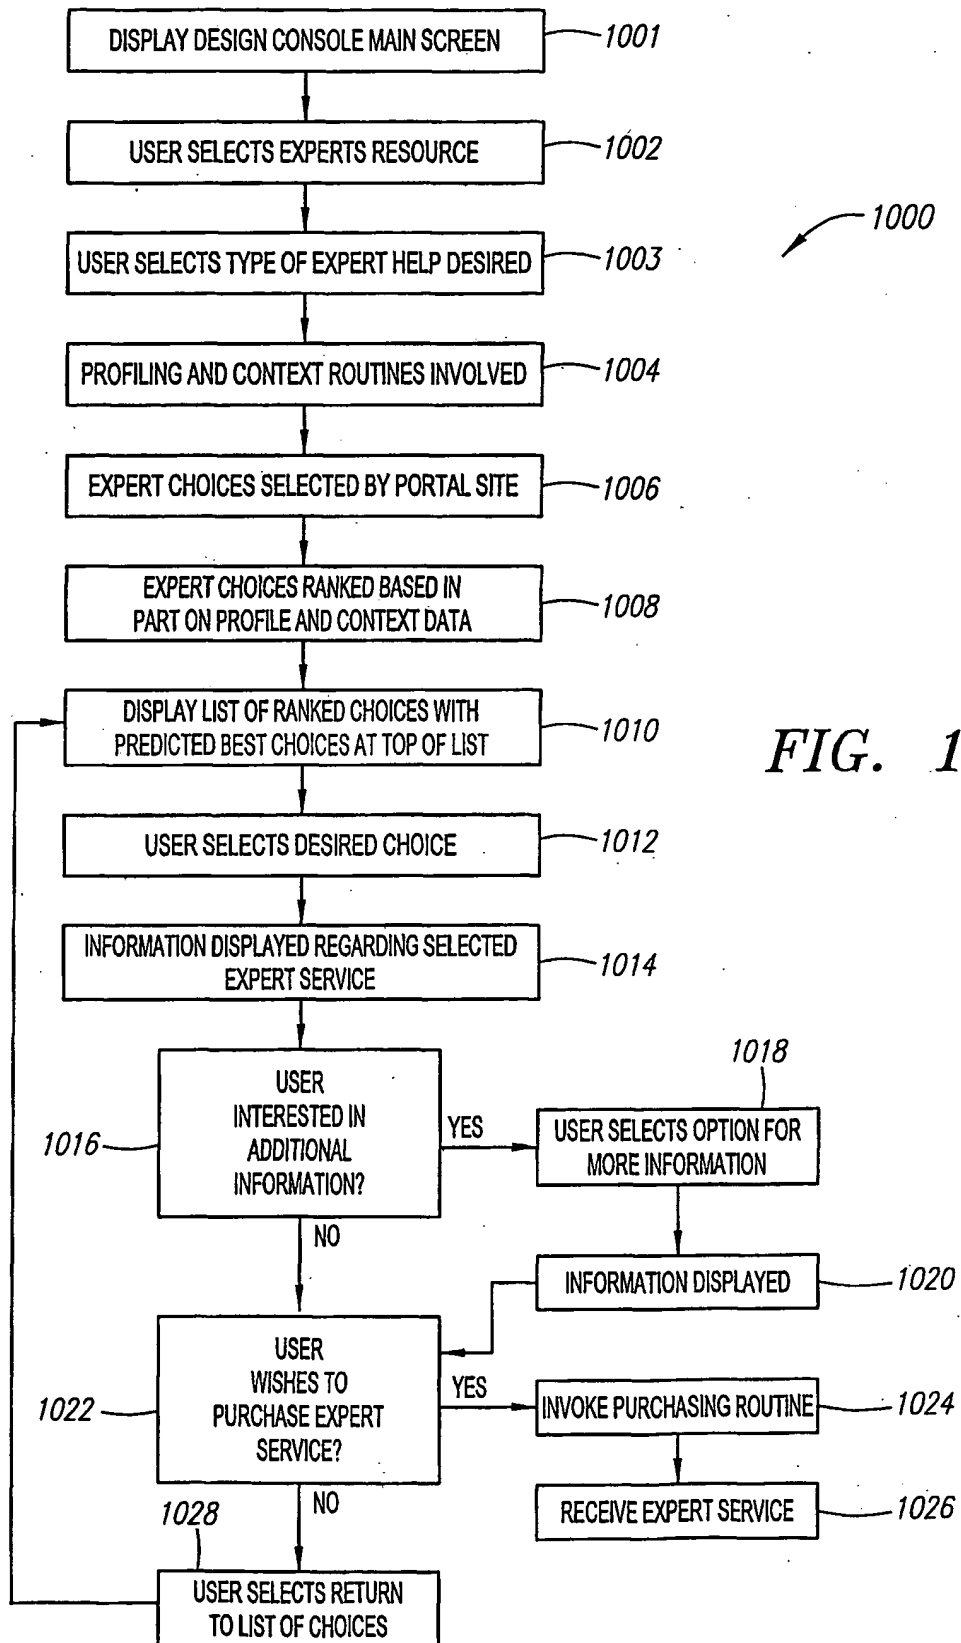 DISPLAY DESIGN CONSOLE MAIN SCREEN
1001
USER SELECTS EXPERTS RESOURCE
1002
1000
USER SELECTS TYPE OF EXPERT HELP DESIRED
1003
PROFILING AND CONTEXT ROUTINES INVOLVED
1004
EXPERT CHOICES SELECTED BY PORTAL SITE
1006
EXPERT CHOICES RANKED BASED IN
PART ON PROFILE AND CONTEXT DATA
1008
DISPLAY LIST OF RANKED CHOICES WITH
PREDICTED BEST CHOICES AT TOP OF LIST
1010
FIG. 1
USER SELECTS DESIRED CHOICE
1012
INFORMATION DISPLAYED REGARDING SELECTED
EXPERT SERVICE
1014
USER
INTERESTED IN
ADDITIONAL
INFORMATION?
1016
YES
1018
USER SELECTS OPTION FOR
MORE INFORMATION
NO
INFORMATION DISPLAYED
1020
USER
WISHES TO
PURCHASE EXPERT
SERVICE?
1022
YES
INVOKE PURCHASING ROUTINE
1024
NO
RECEIVE EXPERT SERVICE
1026
1028
USER SELECTS RETURN
TO LIST OF CHOICES